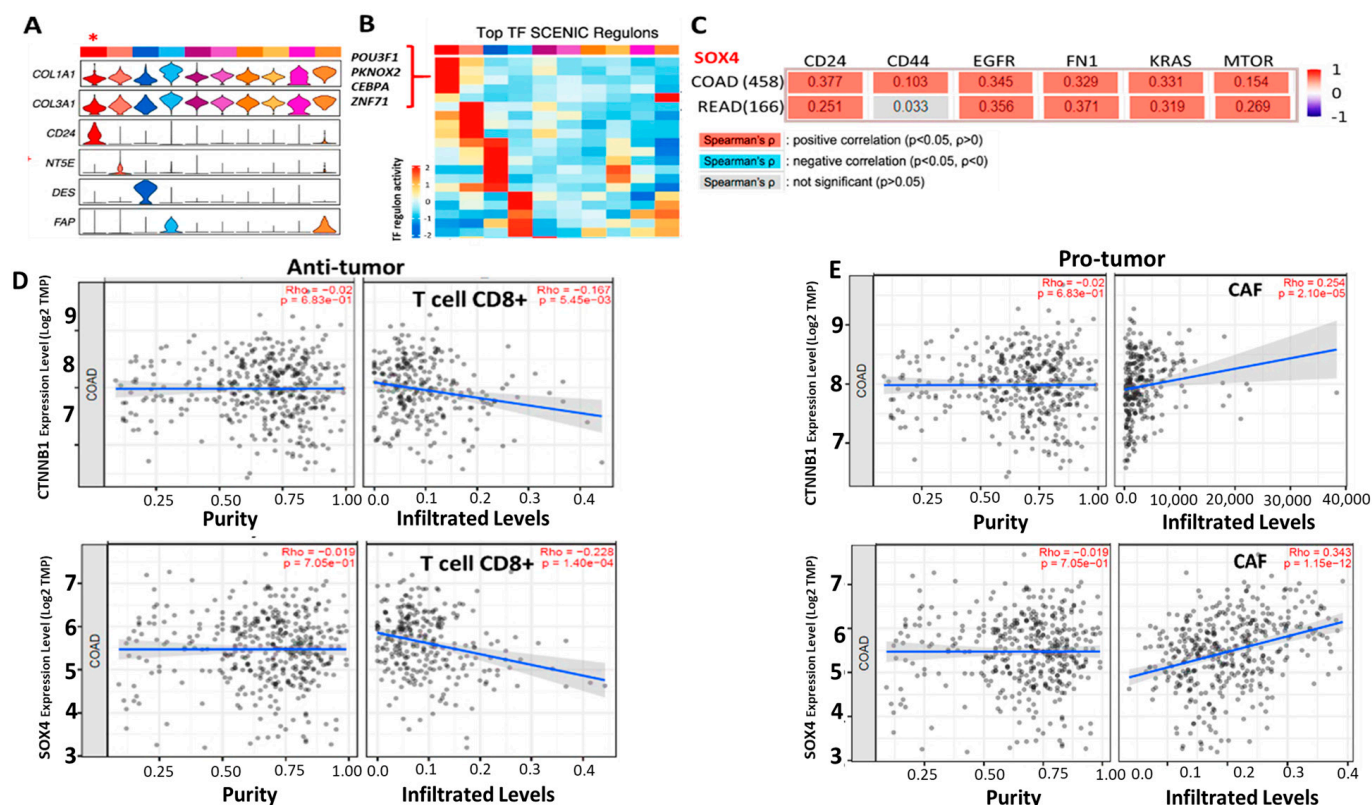 A
*
COL1A1
COL3A1
CD24
NT5E
DES
FAP
B
Top TF SCENIC Regulons
POU3F1
PKNOX2
CEBPA
ZNF71
TF regulon activity
2
1
0
-1
-2
C
SOX4
CD24 CD44 EGFR FN1 KRAS MTOR
COAD (458) 0.377 0.103 0.345 0.329 0.331 0.154
READ(166) 0.251 0.033 0.356 0.371 0.319 0.269
1
0
-1
Spearman's ρ : positive correlation (p<0.05, ρ>0)
Spearman's ρ : negative correlation (p<0.05, ρ<0)
Spearman's ρ : not significant (p>0.05)
D
Anti-tumor
CTNNB1 Expression Level (Log2 TMP)
9
8
7
COAD
Rho = −0.02
p = 6.83e−01
T cell CD8+
Rho = −0.167
p = 5.45e−03
0.25 0.50 0.75 1.00
Purity
0.0 0.1 0.2 0.3 0.4
Infiltrated Levels
SOX4 Expression Level (Log2 TMP)
7
6
5
4
3
COAD
Rho = −0.019
p = 7.05e−01
T cell CD8+
Rho = −0.228
p = 1.40e−04
0.25 0.50 0.75 1.00
Purity
0.0 0.1 0.2 0.3 0.4
Infiltrated Levels
E
Pro-tumor
CTNNB1 Expression Level (Log2 TMP)
9
8
7
COAD
Rho = −0.02
p = 6.83e−01
CAF
Rho = 0.254
p = 2.10e−05
0.25 0.50 0.75 1.00
Purity
0.0 10,000 20,000 30,000 40,000
Infiltrated Levels
SOX4 Expression Level (Log2 TMP)
7
6
5
4
3
COAD
Rho = −0.019
p = 7.05e−01
CAF
Rho = 0.343
p = 1.15e−12
0.25 0.50 0.75 1.00
Purity
0.0 0.1 0.2 0.3 0.4
Infiltrated Levels